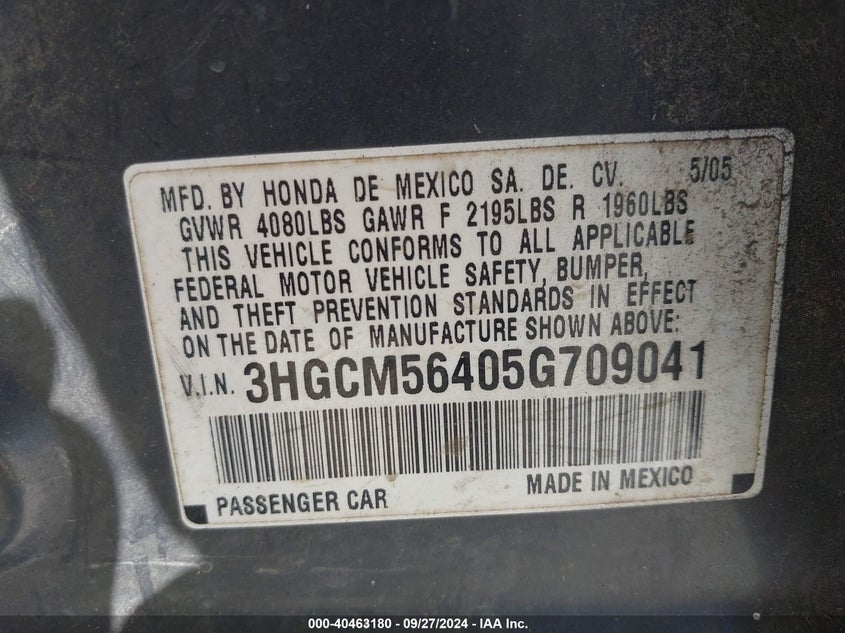 MFD. BY HONDA DE MEXICO SA. DE. CV. 5/05
GVWR 4080LBS GAWR F 2195LBS R 1960LBS
THIS VEHICLE CONFORMS TO ALL APPLICABLE
FEDERAL MOTOR VEHICLE SAFETY, BUMPER,
AND THEFT PREVENTION STANDARDS IN EFFECT
ON THE DATE OF MANUFACTURE SHOWN ABOVE:
V.I.N. 3HGCM56405G709041
PASSENGER CAR MADE IN MEXICO
000-40463180 - 09/27/2024 - © IAA, Inc.